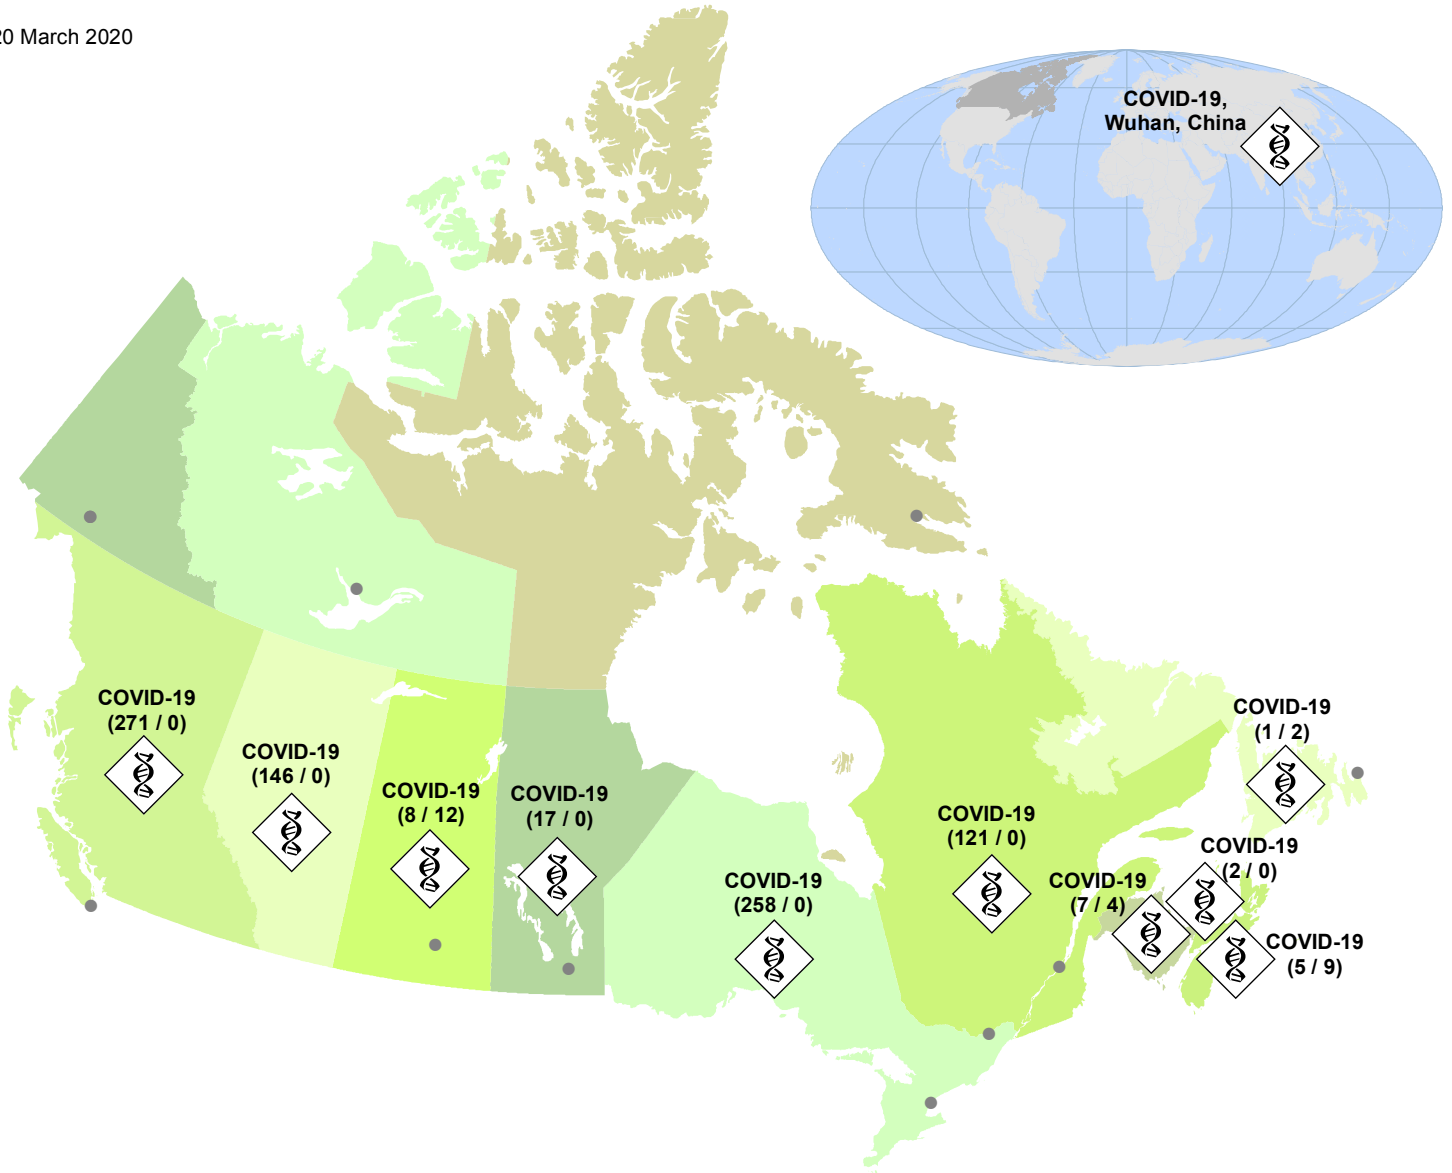 20 March 2020
COVID-19,
Wuhan, China
COVID-19
(271 / 0)
COVID-19
(146 / 0)
COVID-19
(8 / 12)
COVID-19
(17 / 0)
COVID-19
(258 / 0)
COVID-19
(121 / 0)
COVID-19
(7 / 4)
COVID-19
(1 / 2)
COVID-19
(2 / 0)
COVID-19
(5 / 9)